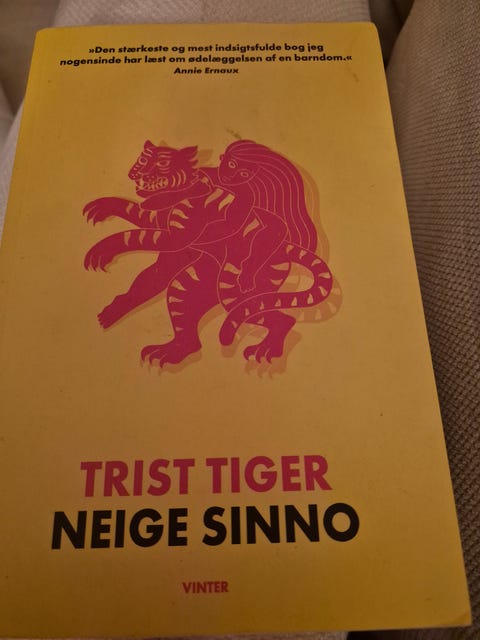 »Den stærkeste og mest indsigtsfulde bog jeg
nogensinde har læst om ødelæggelsen af en barndom.«
Annie Ernaux
TRIST TIGER
NEIGE SINNO
VINTER